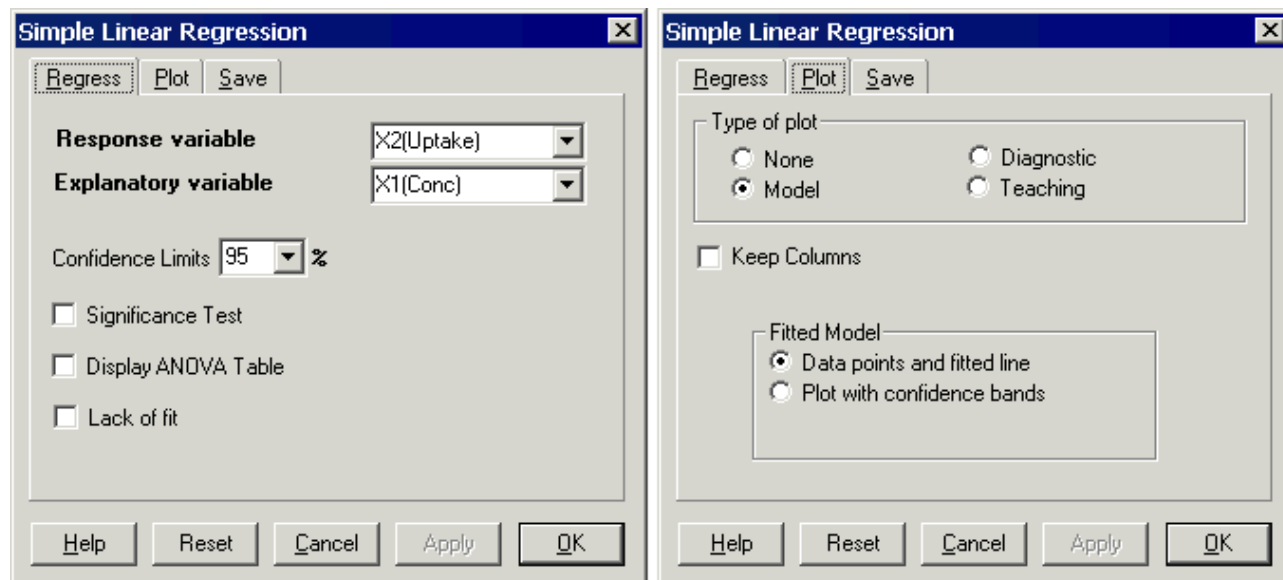 Simple Linear Regression
Regress Plot Save
Response variable X2(Uptake)
Explanatory variable X1(Conc)
Confidence Limits 95 %
Significance Test
Display ANOVA Table
Lack of fit
Help Reset Cancel Apply OK
Simple Linear Regression
Regress Plot Save
Type of plot
None Diagnostic
Model Teaching
Keep Columns
Fitted Model
Data points and fitted line
Plot with confidence bands
Help Reset Cancel Apply OK